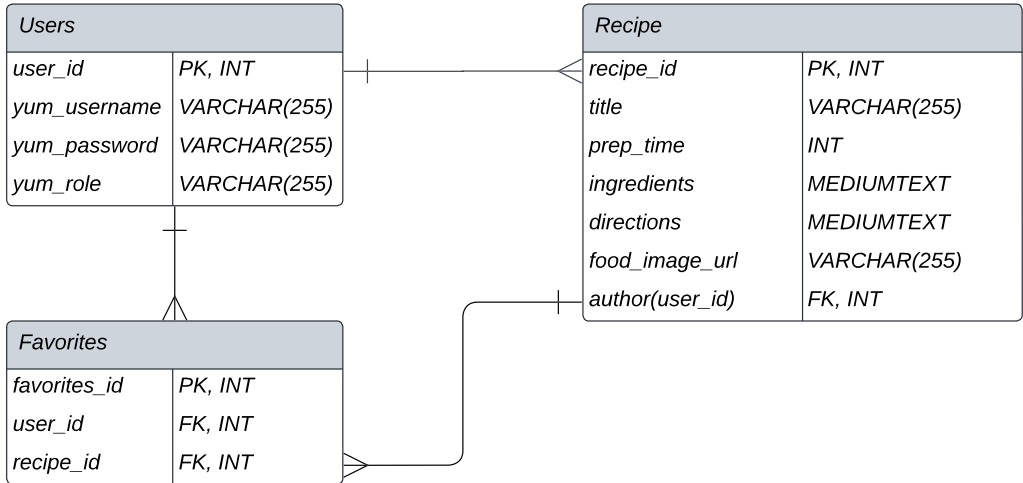 Users
user_id PK, INT
yum_username VARCHAR(255)
yum_password VARCHAR(255)
yum_role VARCHAR(255)
Recipe
recipe_id PK, INT
title VARCHAR(255)
prep_time INT
ingredients MEDIUMTEXT
directions MEDIUMTEXT
food_image_url VARCHAR(255)
author(user_id) FK, INT
Favorites
favorites_id PK, INT
user_id FK, INT
recipe_id FK, INT